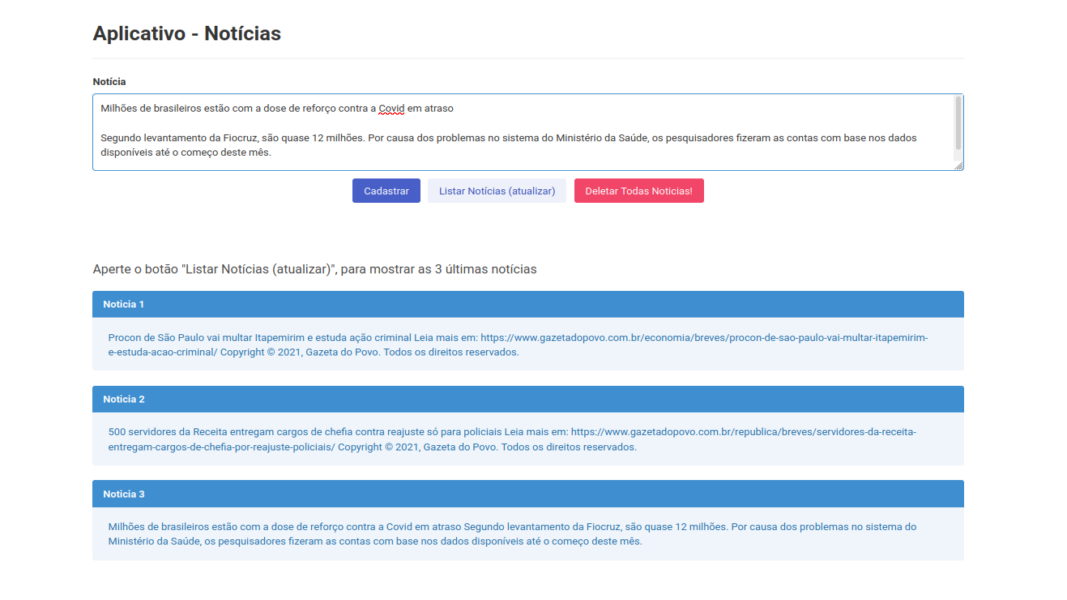 Aplicativo - Notícias
Notícia
Milhões de brasileiros estão com a dose de reforço contra a Covid em atraso
Segundo levantamento da Fiocruz, são quase 12 milhões. Por causa dos problemas no sistema do Ministério da Saúde, os pesquisadores fizeram as contas com base nos dados
disponíveis até o começo deste mês.
Cadastrar Listar Notícias (atualizar) Deletar Todas Noticias!
Aperte o botão "Listar Notícias (atualizar)", para mostrar as 3 últimas notícias
Noticia 1
Procon de São Paulo vai multar Itapemirim e estuda ação criminal Leia mais em: https://www.gazetadopovo.com.br/economia/breves/procon-de-sao-paulo-vai-multar-itapemirim-
e-estuda-acao-criminal/ Copyright © 2021, Gazeta do Povo. Todos os direitos reservados.
Noticia 2
500 servidores da Receita entregam cargos de chefia contra reajuste só para policiais Leia mais em: https://www.gazetadopovo.com.br/republica/breves/servidores-da-receita-
entregam-cargos-de-chefia-por-reajuste-policiais/ Copyright © 2021, Gazeta do Povo. Todos os direitos reservados.
Noticia 3
Milhões de brasileiros estão com a dose de reforço contra a Covid em atraso Segundo levantamento da Fiocruz, são quase 12 milhões. Por causa dos problemas no sistema do
Ministério da Saúde, os pesquisadores fizeram as contas com base nos dados disponíveis até o começo deste mês.